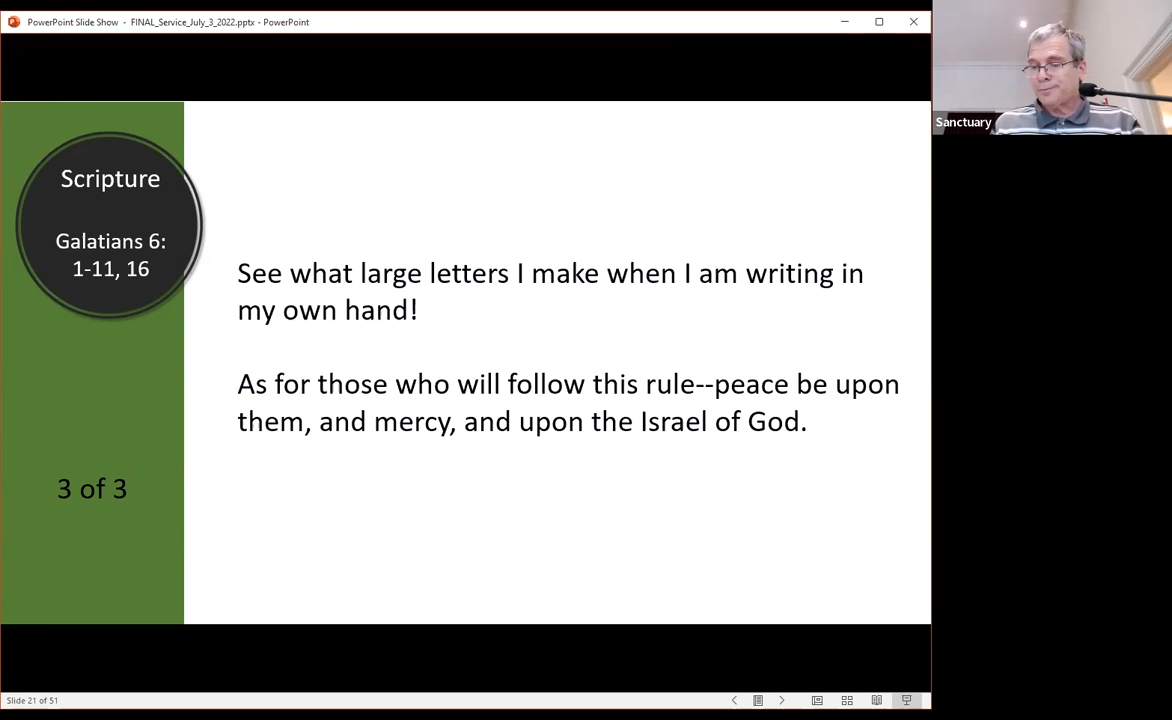 PowerPoint Slide Show - FINAL_Service_July_3_2022.pptx - PowerPoint
Sanctuary
Scripture
Galatians 6:
1-11, 16
See what large letters I make when I am writing in
my own hand!
As for those who will follow this rule--peace be upon
them, and mercy, and upon the Israel of God.
3 of 3
Slide 21 of 51